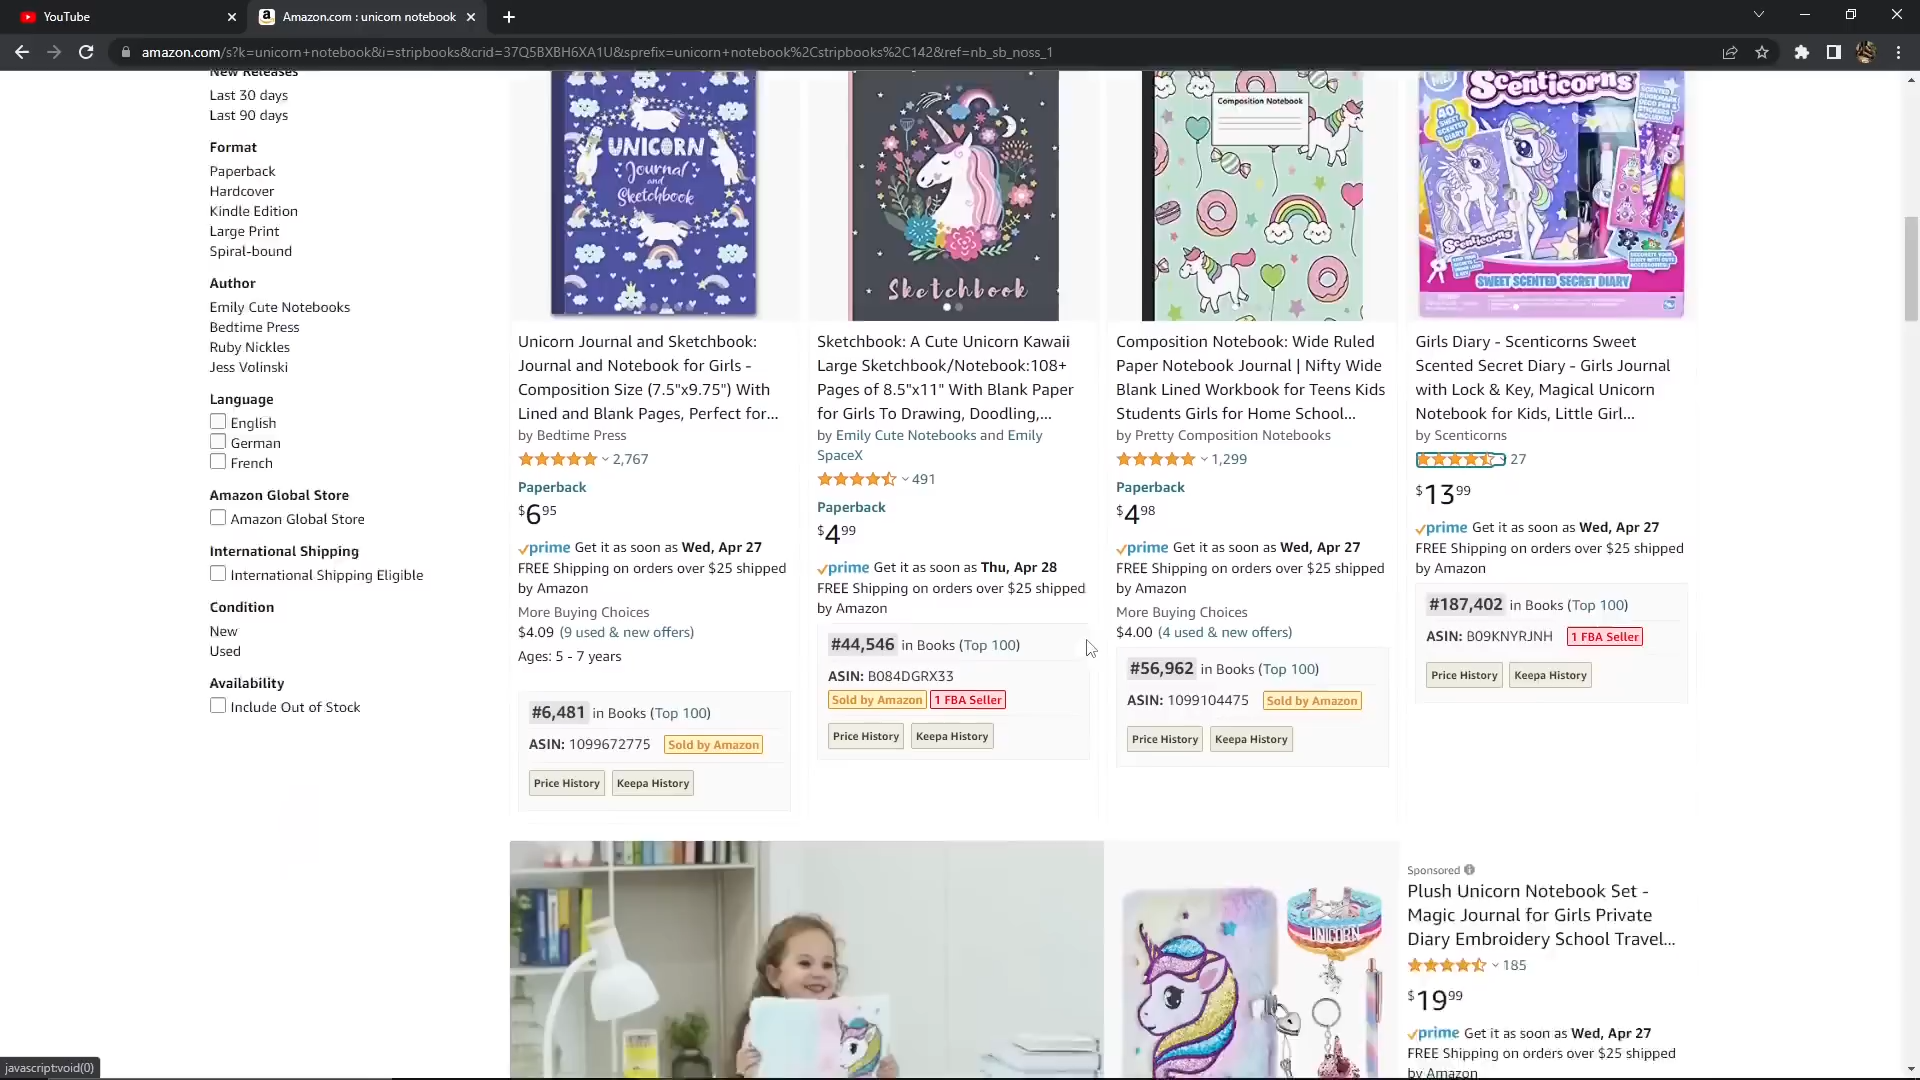 YouTube
Amazon.com : unicorn notebook
amazon.com/s?k=unicorn+notebook&i=stripbooks&crid=37Q5BXBH6XA1U&sprefix=unicorn+notebook%2Cstripbooks%2C142&ref=nb_sb_noss_1
New Releases
Last 30 days
Last 90 days
Format
Paperback
Hardcover
Kindle Edition
Large Print
Spiral-bound
Author
Emily Cute Notebooks
Bedtime Press
Ruby Nickles
Jess Volinski
Language
English
German
French
Amazon Global Store
Amazon Global Store
International Shipping
International Shipping Eligible
Condition
New
Used
Availability
Include Out of Stock
UNICORN
Journal
and
Sketchbook
Unicorn Journal and Sketchbook:
Journal and Notebook for Girls -
Composition Size (7.5"x9.75") With
Lined and Blank Pages, Perfect for...
by Bedtime Press
2,767
Paperback
$6 95
prime Get it as soon as Wed, Apr 27
FREE Shipping on orders over $25 shipped
by Amazon
More Buying Choices
$4.09 (9 used & new offers)
Ages: 5 - 7 years
#6,481 in Books (Top 100)
ASIN: 1099672775 Sold by Amazon
Price History Keepa History
Sketchbook
Sketchbook: A Cute Unicorn Kawaii
Large Sketchbook/Notebook:108+
Pages of 8.5"x11" With Blank Paper
for Girls To Drawing, Doodling,...
by Emily Cute Notebooks and Emily
SpaceX
491
Paperback
$4 99
prime Get it as soon as Thu, Apr 28
FREE Shipping on orders over $25 shipped
by Amazon
#44,546 in Books (Top 100)
ASIN: B084DGRX33
Sold by Amazon 1 FBA Seller
Price History Keepa History
Composition Notebook
Composition Notebook: Wide Ruled
Paper Notebook Journal | Nifty Wide
Blank Lined Workbook for Teens Kids
Students Girls for Home School...
by Pretty Composition Notebooks
1,299
Paperback
$4 98
prime Get it as soon as Wed, Apr 27
FREE Shipping on orders over $25 shipped
by Amazon
More Buying Choices
$4.00 (4 used & new offers)
#56,962 in Books (Top 100)
ASIN: 1099104475 Sold by Amazon
Price History Keepa History
Scenticorns
40
Scenticorns
SWEET SCENTED SECRET DIARY
Girls Diary - Scenticorns Sweet
Scented Secret Diary - Girls Journal
with Lock & Key, Magical Unicorn
Notebook for Kids, Little Girl...
by Scenticorns
27
$13 99
prime Get it as soon as Wed, Apr 27
FREE Shipping on orders over $25 shipped
by Amazon
#187,402 in Books (Top 100)
ASIN: B09KNYRJNH 1 FBA Seller
Price History Keepa History
UNICORN
Sponsored
Plush Unicorn Notebook Set -
Magic Journal for Girls Private
Diary Embroidery School Travel...
185
$19 99
prime Get it as soon as Wed, Apr 27
FREE Shipping on orders over $25 shipped
by Amazon
javascript:void(0)